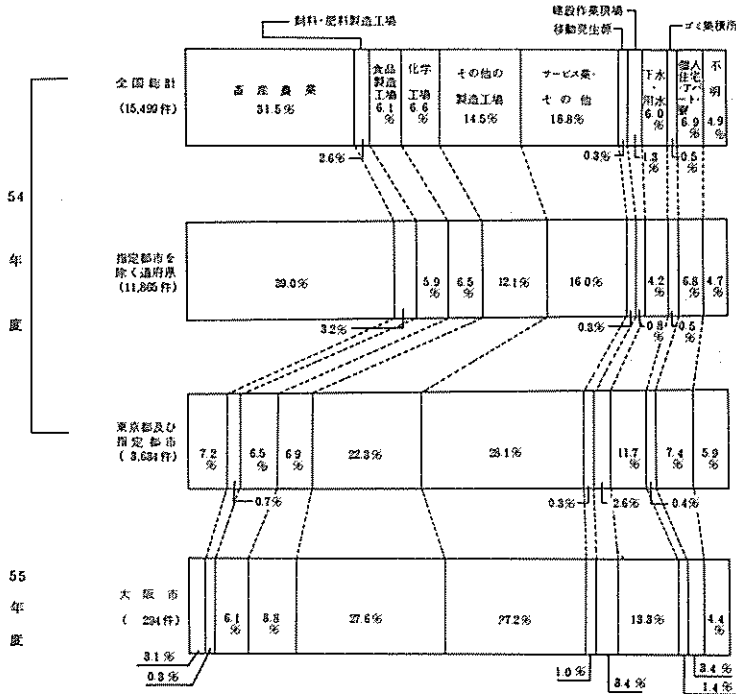 飼料・肥料製造工場
建設作業現場
移動発生源
ゴミ集積所
54
年
度
全国総計
(15,499件)
畜産農業
31.5%
2.6%
食品
製造
工場
6.1
%
化学
工場
6.6
%
その他の
製造工場
14.5%
サービス業・
その他
18.8%
0.3%
1.3
%
下水・用水
6.0
%
0.5
%
個人住宅・アパート・寮
6.9
%
不明
4.9
%
指定都市を
除く道府県
(11,865件)
39.0%
3.2%
5.9
%
6.5
%
12.1%
16.0%
0.3%
0.8
%
4.2
%
0.5
%
6.8
%
4.7
%
東京都及び
指定都市
(3,634件)
7.2
%
0.7%
6.5
%
6.9
%
22.3%
28.1%
0.3%
2.6%
11.7
%
0.4%
7.4
%
5.9
%
55
年
度
大阪市
(294件)
3.1%
0.3%
6.1
%
8.8
%
27.6%
27.2%
1.0%
3.4%
13.3%
1.4%
3.4%
4.4
%